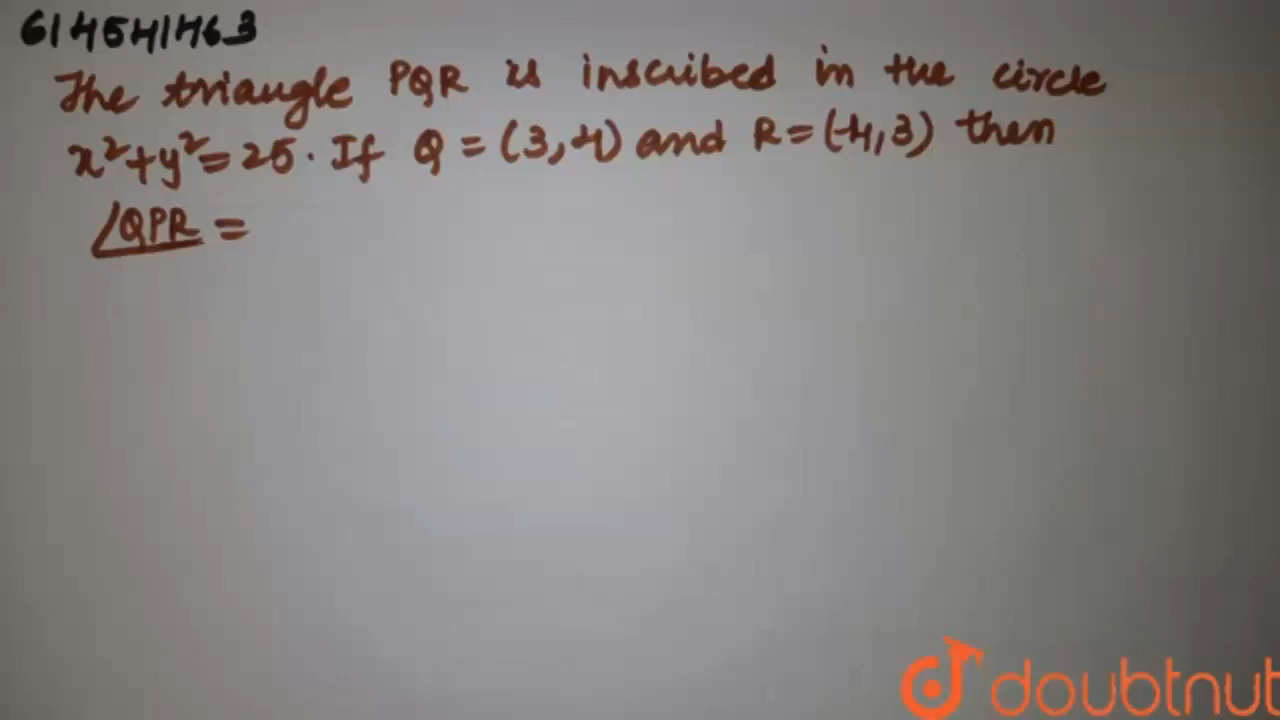 614541463
The triangle PQR is inscribed in the circle
x²+y²=25. If Q = (3,4) and R=(-4,3) then
∠QPR =
doubtnut